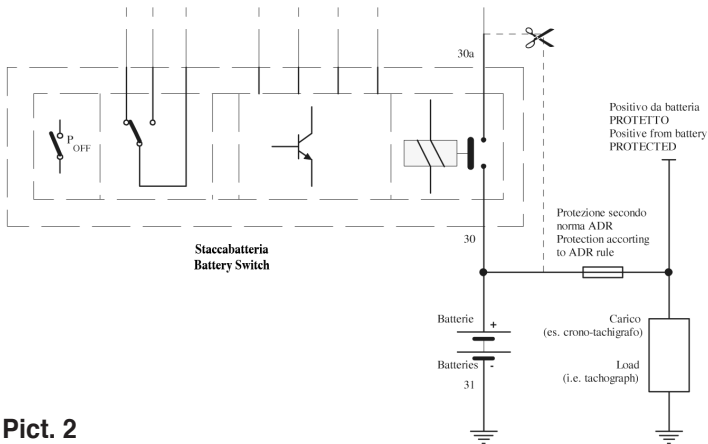 30a
Positivo da batteria
PROTETTO
Positive from battery
PROTECTED
P
OFF
Protezione secondo
norma ADR
Protection accorting
to ADR rule
30
Staccabatteria
Battery Switch
Batterie
+
Batteries
-
31
Carico
(es. crono-tachigrafo)
Load
(i.e. tachograph)
Pict. 2